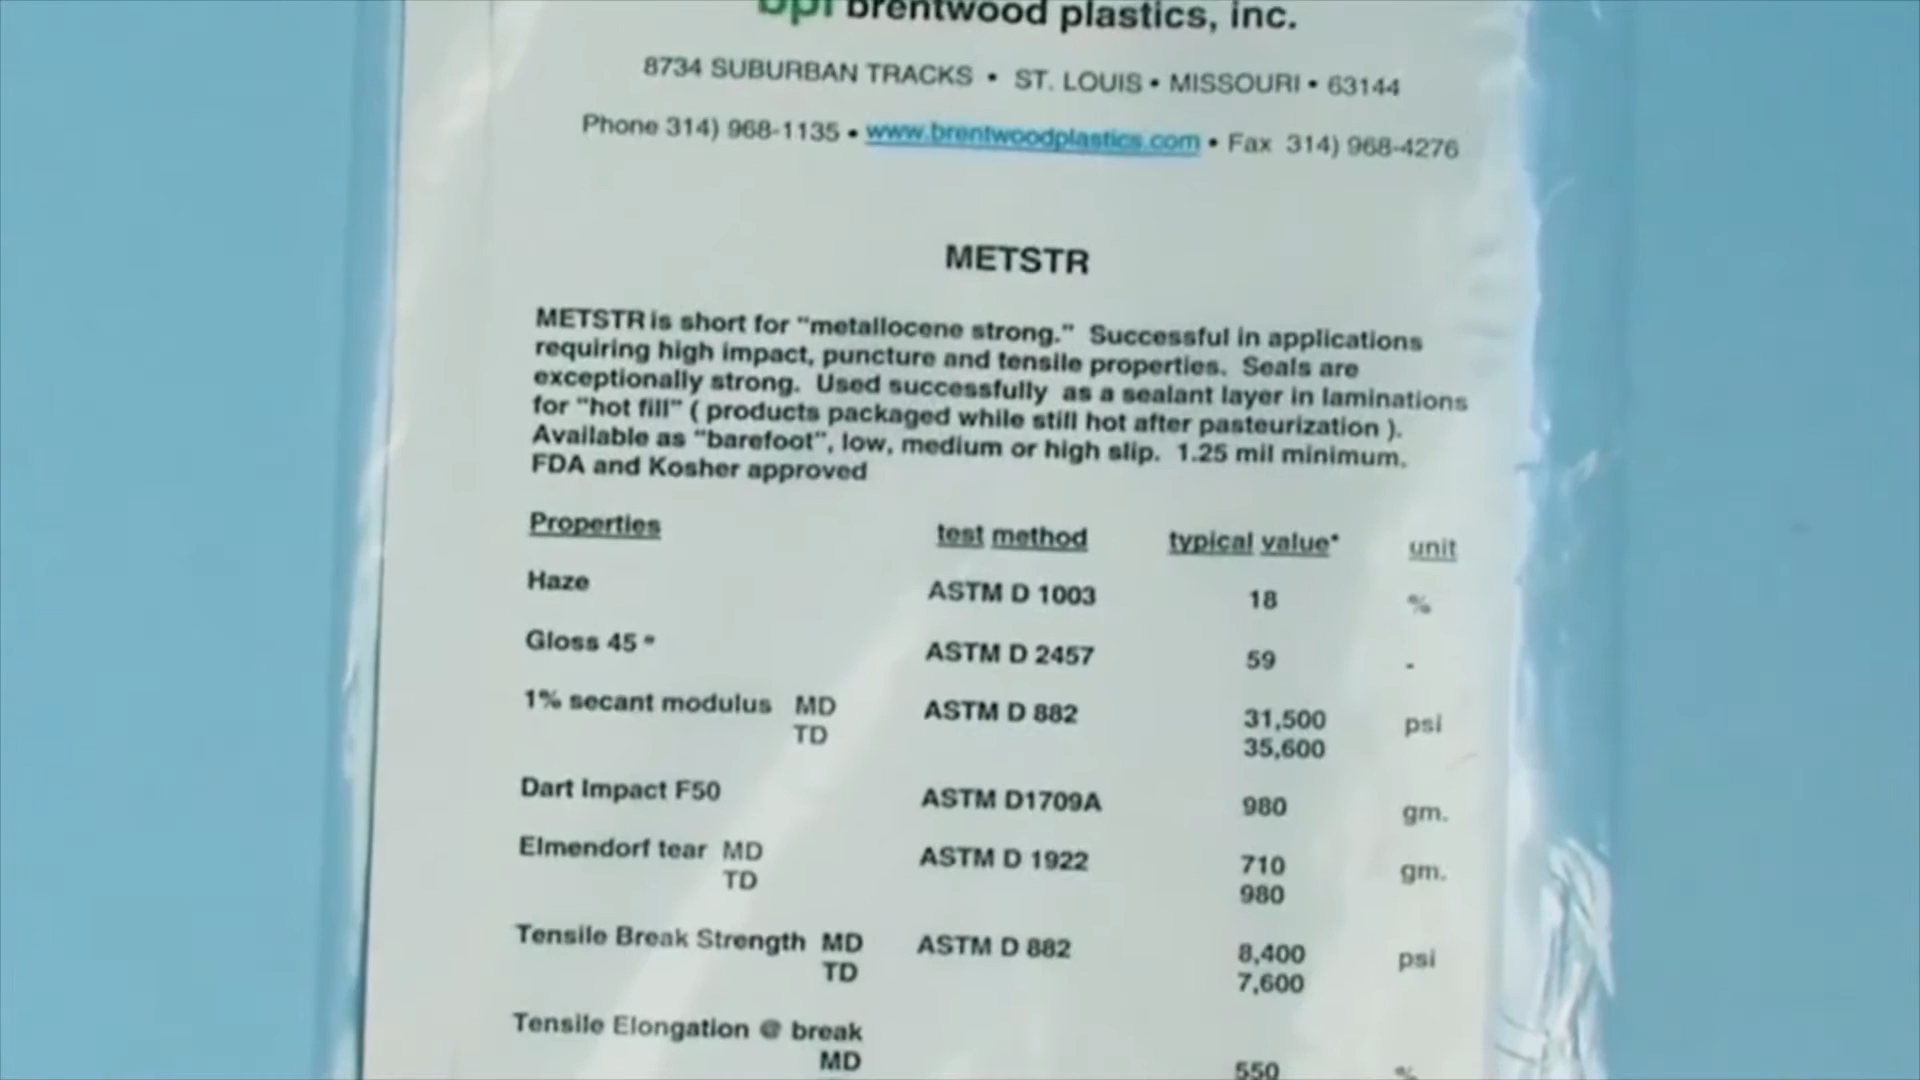 bpi brentwood plastics, inc.
8734 SUBURBAN TRACKS • ST. LOUIS • MISSOURI • 63144
Phone 314) 968-1135 • www.brentwoodplastics.com • Fax 314) 968-4276
METSTR
METSTR is short for "metallocene strong." Successful in applications
requiring high impact, puncture and tensile properties. Seals are
exceptionally strong. Used successfully as a sealant layer in laminations
for "hot fill" ( products packaged while still hot after pasteurization ).
Available as "barefoot", low, medium or high slip. 1.25 mil minimum.
FDA and Kosher approved
Properties test method typical value* unit
Haze ASTM D 1003 18 %
Gloss 45 º ASTM D 2457 59 -
1% secant modulus MD ASTM D 882 31,500 psi
TD 35,600
Dart Impact F50 ASTM D1709A 980 gm.
Elmendorf tear MD ASTM D 1922 710 gm.
TD 980
Tensile Break Strength MD ASTM D 882 8,400 psi
TD 7,600
Tensile Elongation @ break
MD 550 %